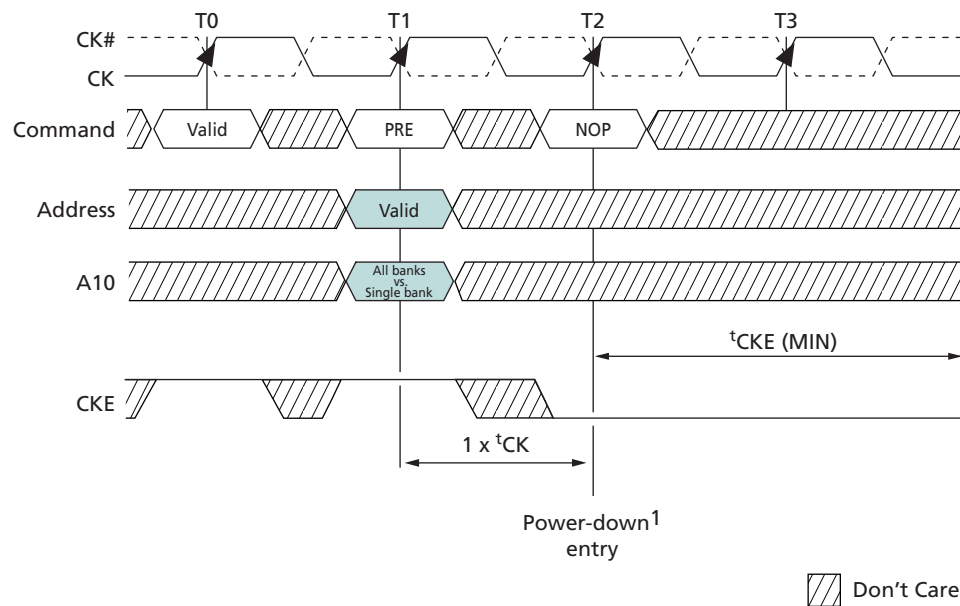 T0 T1 T2 T3
CK#
CK
Command Valid PRE NOP
Address Valid
A10 All banks
vs.
Single bank
tCKE (MIN)
CKE
1 x tCK
Power-down1
entry
Don't Care